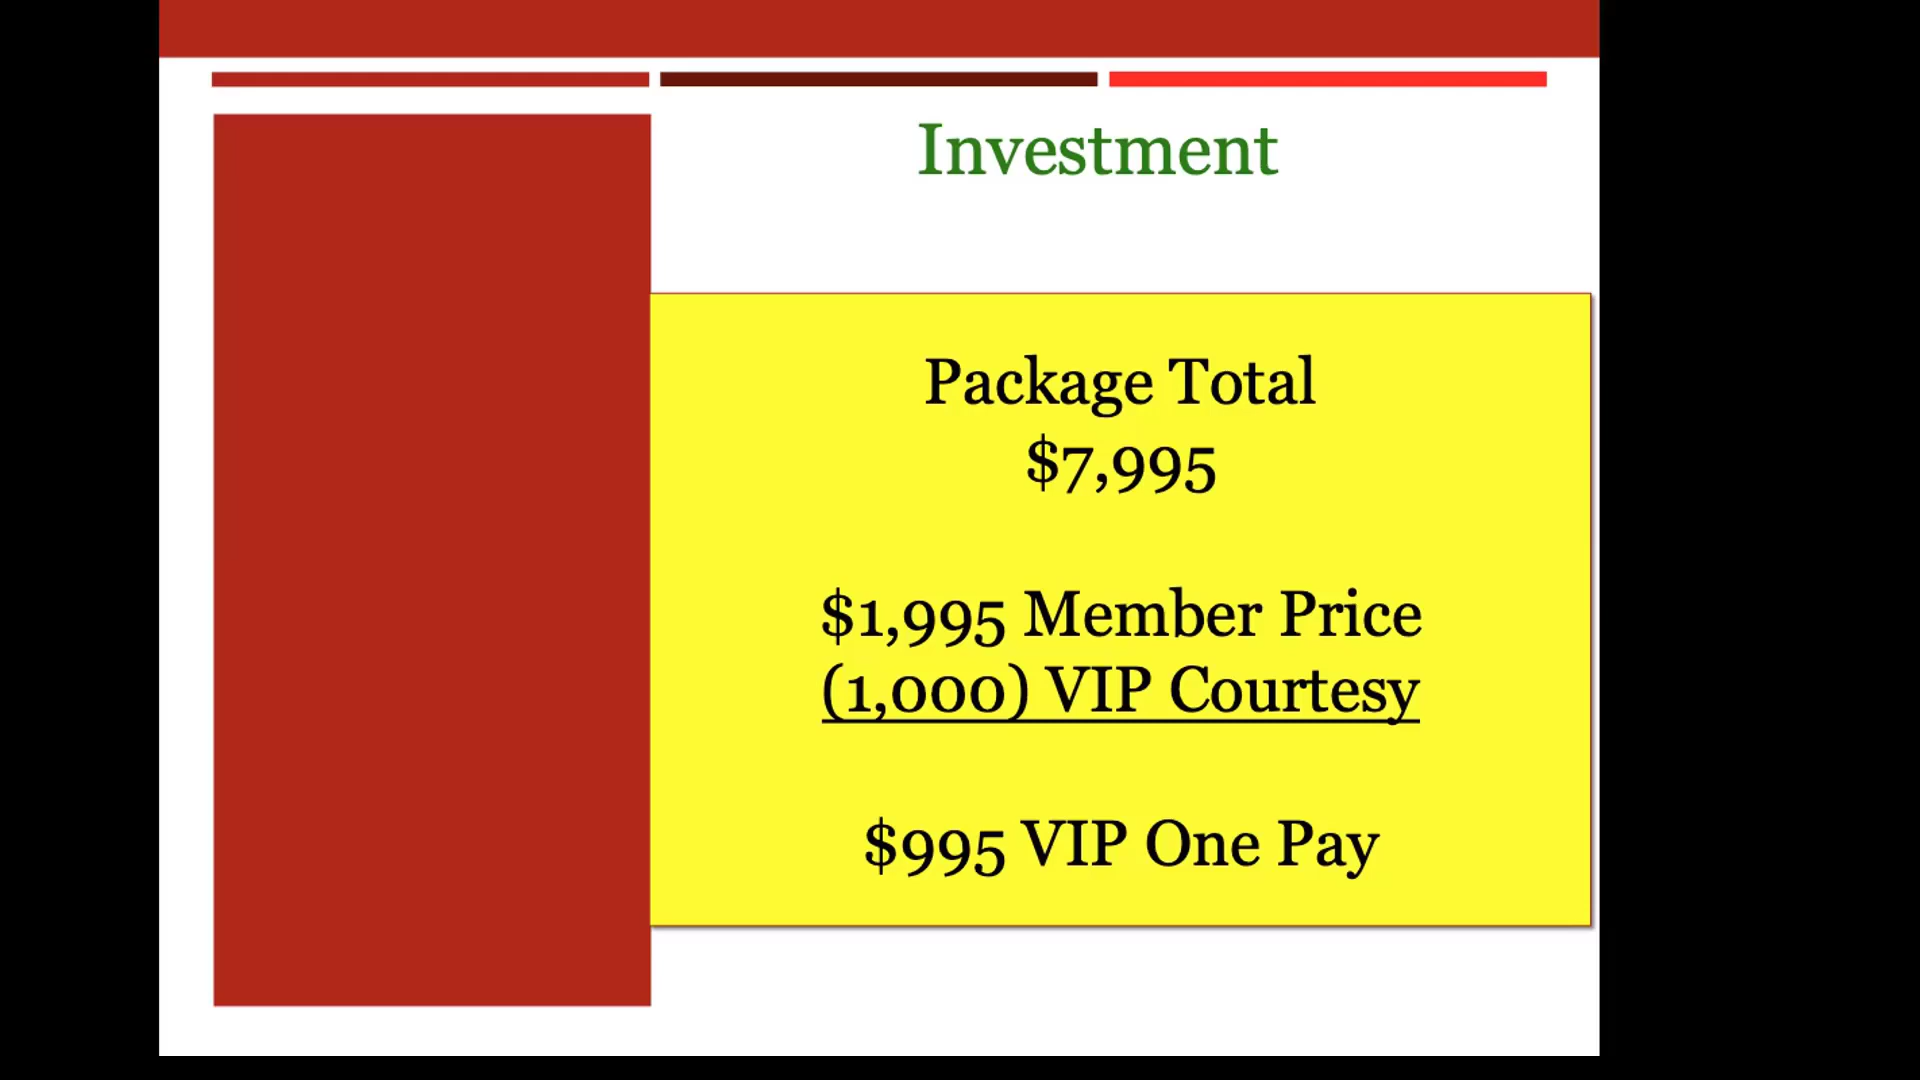 Investment
Package Total
$7,995
$1,995 Member Price
(1,000) VIP Courtesy
$995 VIP One Pay